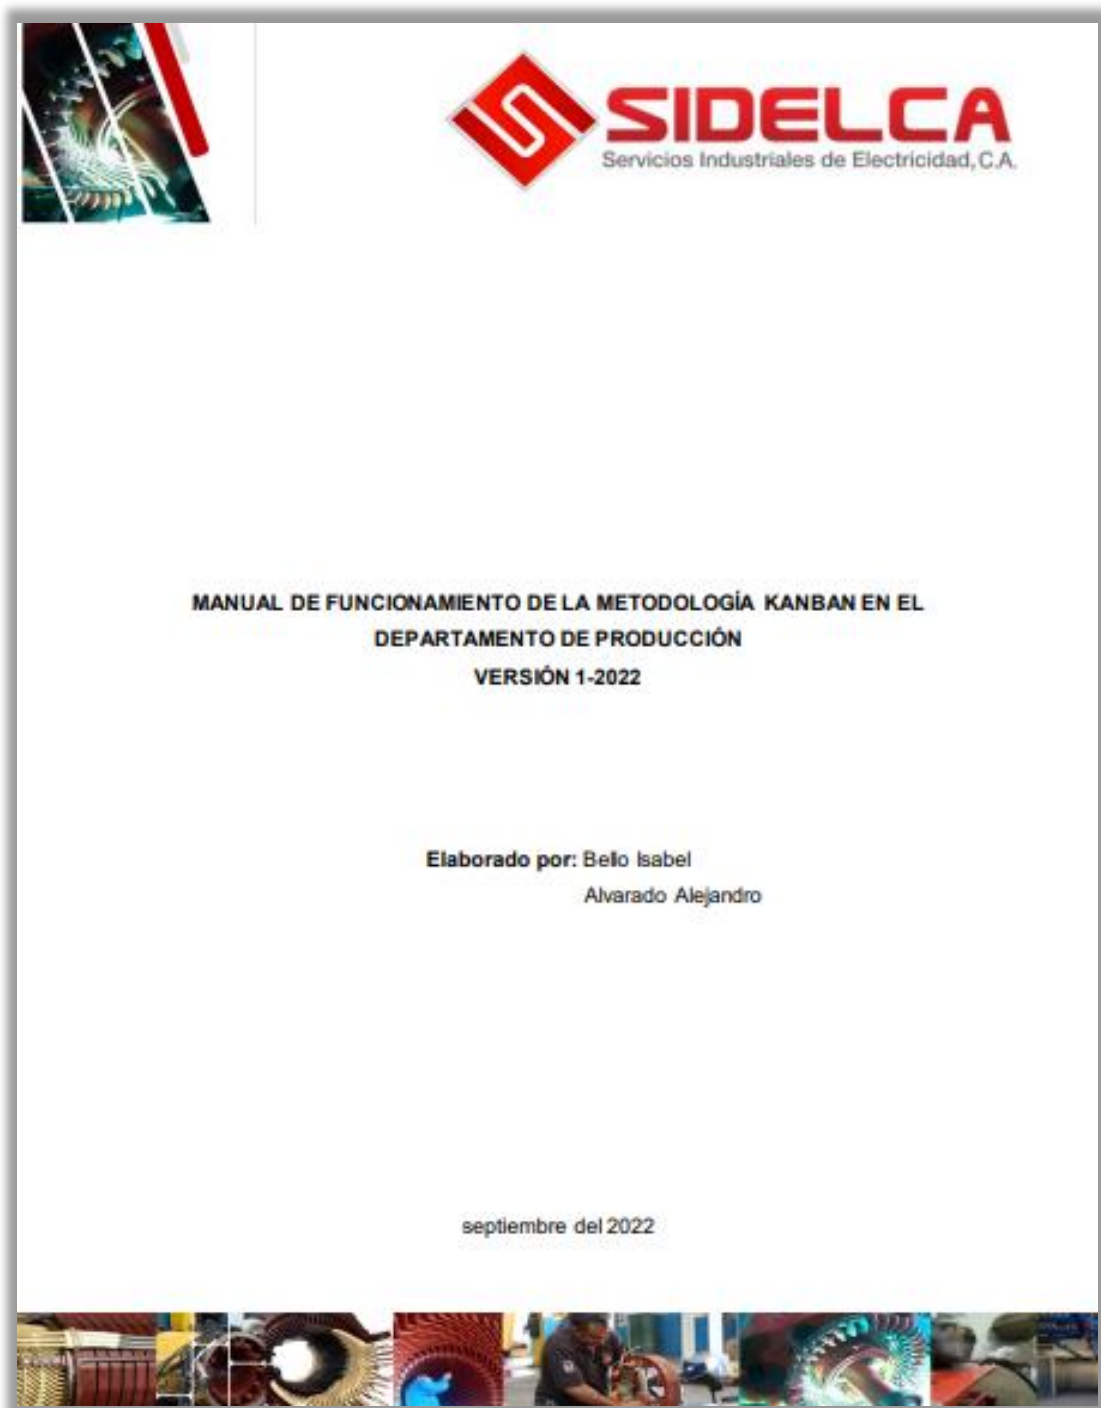 SIDELCA
Servicios Industriales de Electricidad, C.A.
MANUAL DE FUNCIONAMIENTO DE LA METODOLOGÍA KANBAN EN EL
DEPARTAMENTO DE PRODUCCIÓN
VERSIÓN 1-2022
Elaborado por: Bello Isabel
Alvarado Alejandro
septiembre del 2022